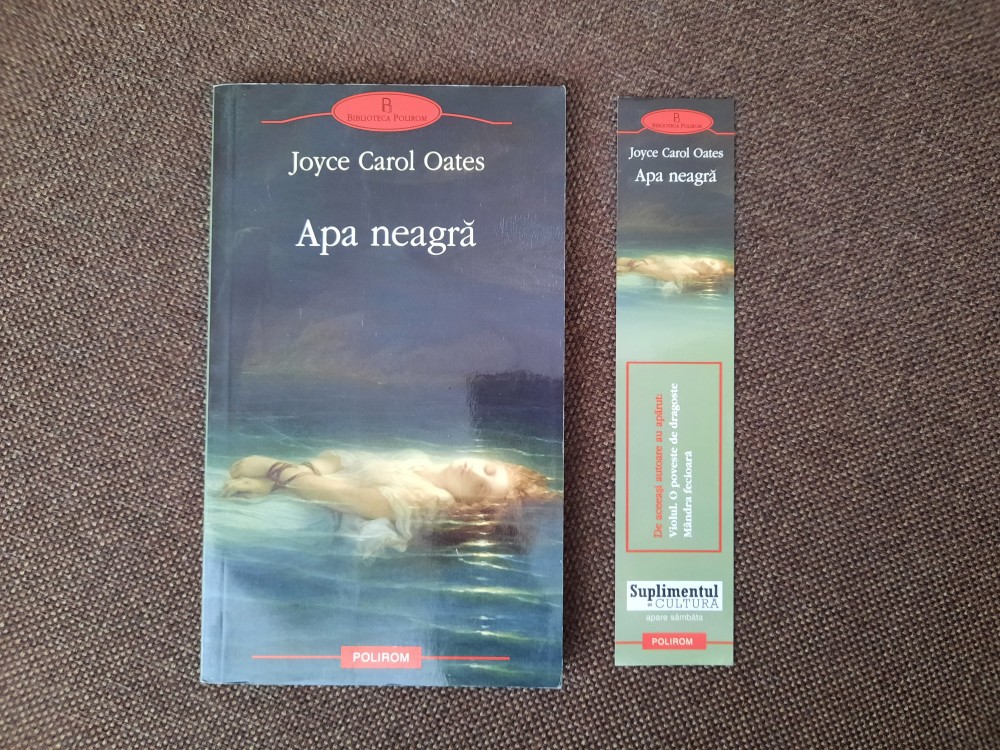 BIBLIOTECA POLIROM
Joyce Carol Oates
Apa neagră
POLIROM
BIBLIOTECA POLIROM
Joyce Carol Oates
Apa neagră
De aceeași autoare au apărut:
Violul. O poveste de dragoste
Mândra fecioară
Suplimentul
de CULTURĂ
apare sâmbăta
POLIROM